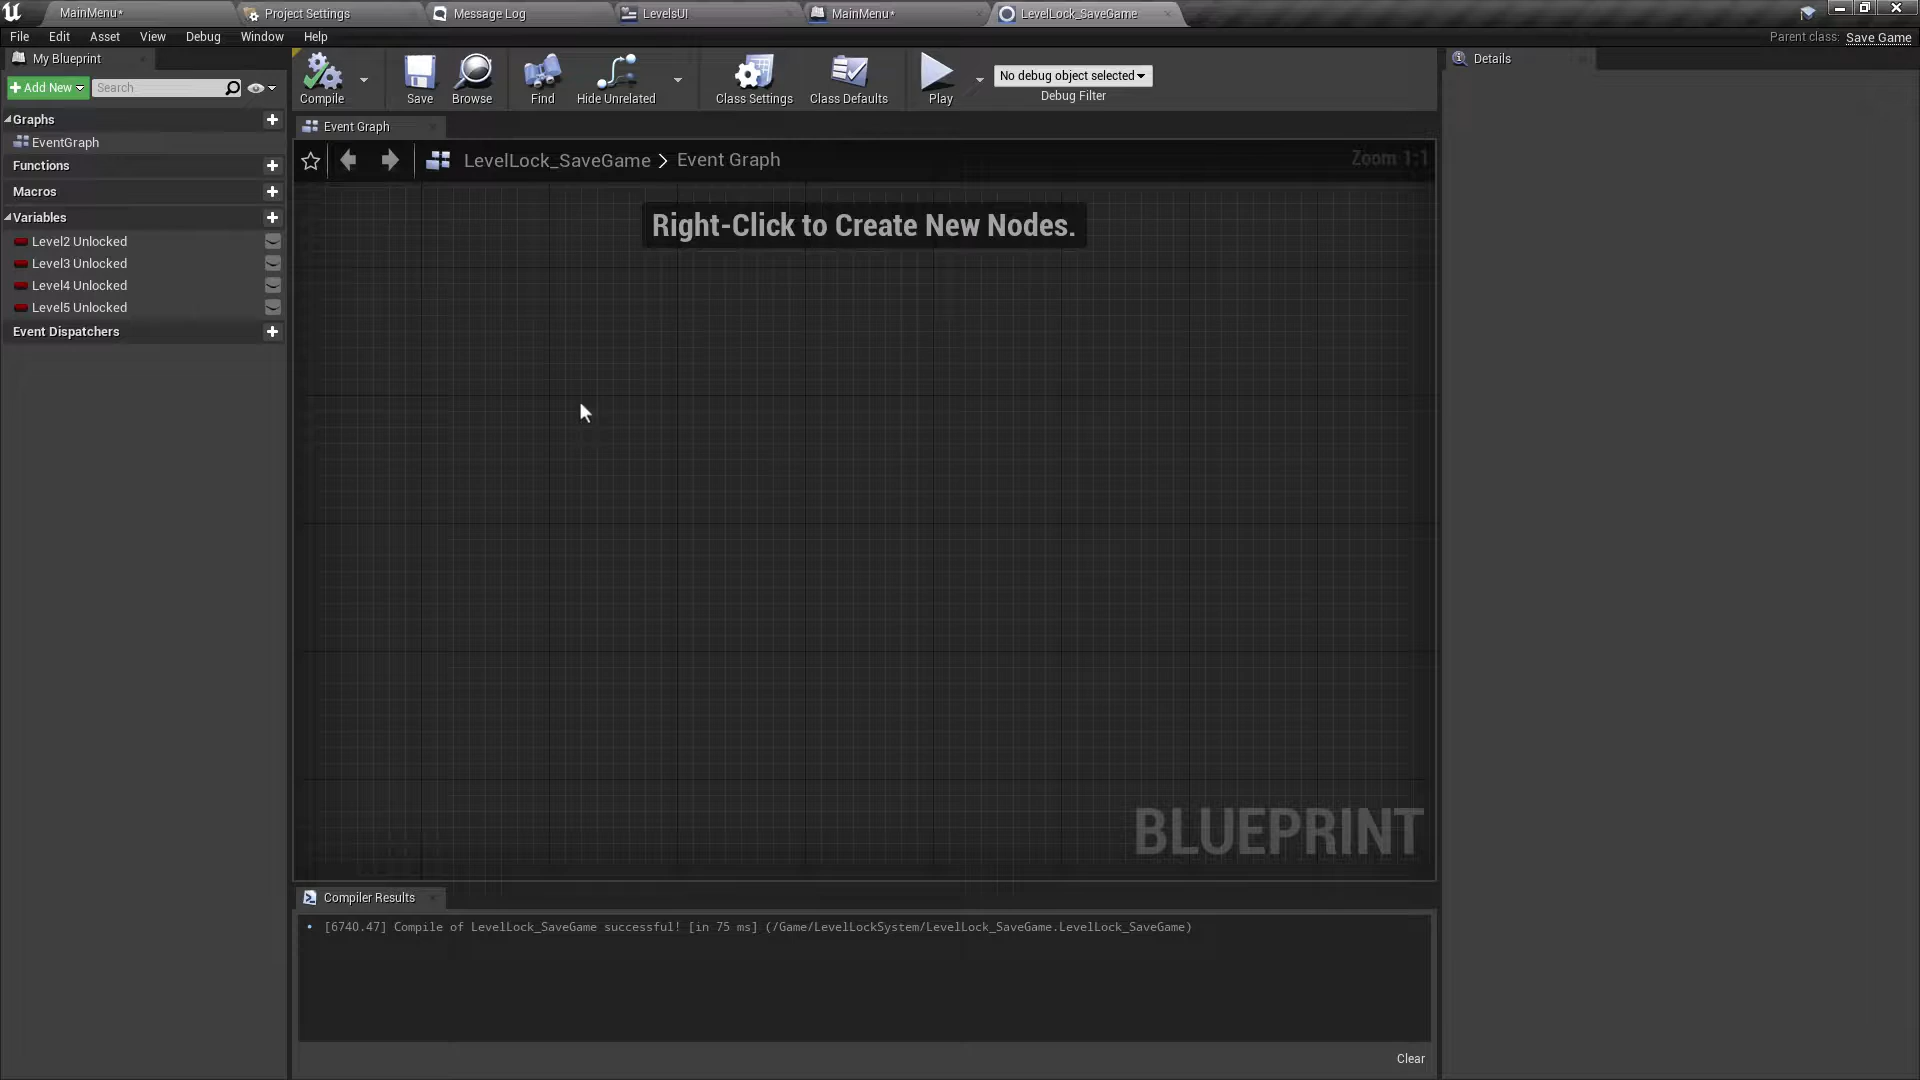 MainMenu*
Project Settings
Message Log
LevelsUI
MainMenu*
LevelLock_SaveGame
File Edit Asset View Debug Window Help
Parent class: Save Game
My Blueprint
Add New
Search
Graphs
EventGraph
Functions
Macros
Variables
Level2 Unlocked
Level3 Unlocked
Level4 Unlocked
Level5 Unlocked
Event Dispatchers
Compile
Save
Browse
Find
Hide Unrelated
Class Settings
Class Defaults
Play
No debug object selected
Debug Filter
Event Graph
LevelLock_SaveGame > Event Graph
Zoom 1:1
Right-Click to Create New Nodes.
BLUEPRINT
Compiler Results
• [6740.47] Compile of LevelLock_SaveGame successful! [in 75 ms] (/Game/LevelLockSystem/LevelLock_SaveGame.LevelLock_SaveGame)
Clear
Details